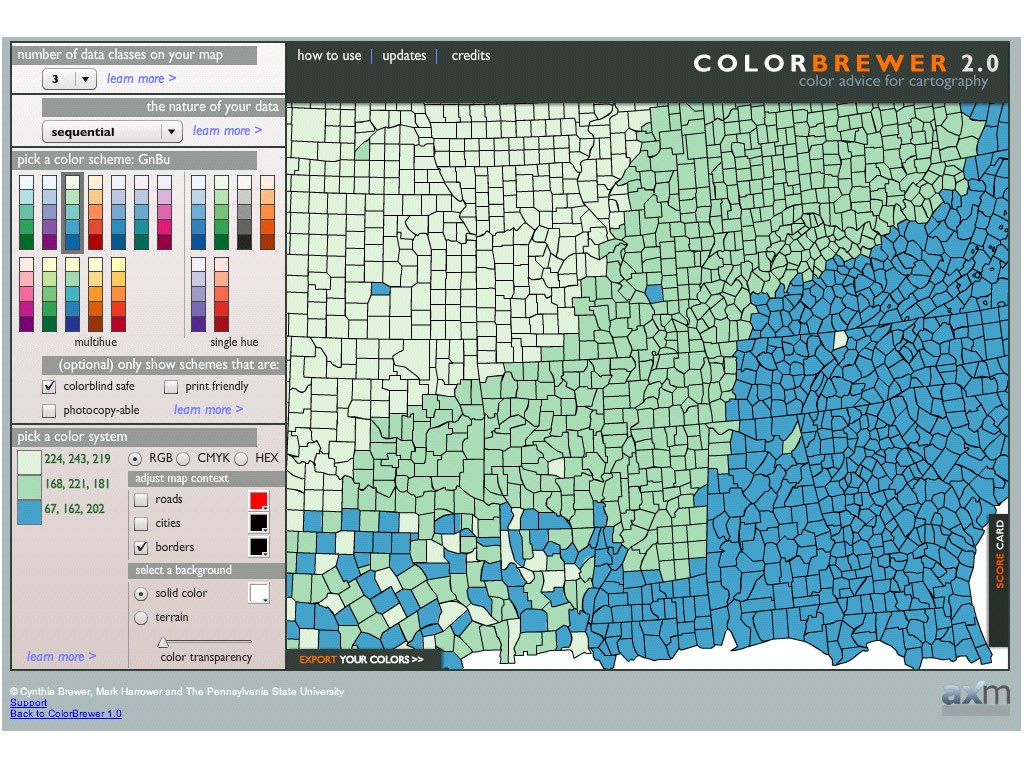 number of data classes on your map
3
learn more >
the nature of your data
sequential
learn more >
pick a color scheme: GnBu
multihue
single hue
(optional) only show schemes that are:
colorblind safe
print friendly
photocopy-able
learn more >
pick a color system
224, 243, 219
168, 221, 181
67, 162, 202
RGB
CMYK
HEX
adjust map context
roads
cities
borders
select a background
solid color
terrain
color transparency
learn more >
how to use
updates
credits
COLORBREWER 2.0
color advice for cartography
SCORE CARD
EXPORT YOUR COLORS >>
© Cynthia Brewer, Mark Harrower and The Pennsylvania State University
Support
Back to ColorBrewer 1.0
axm